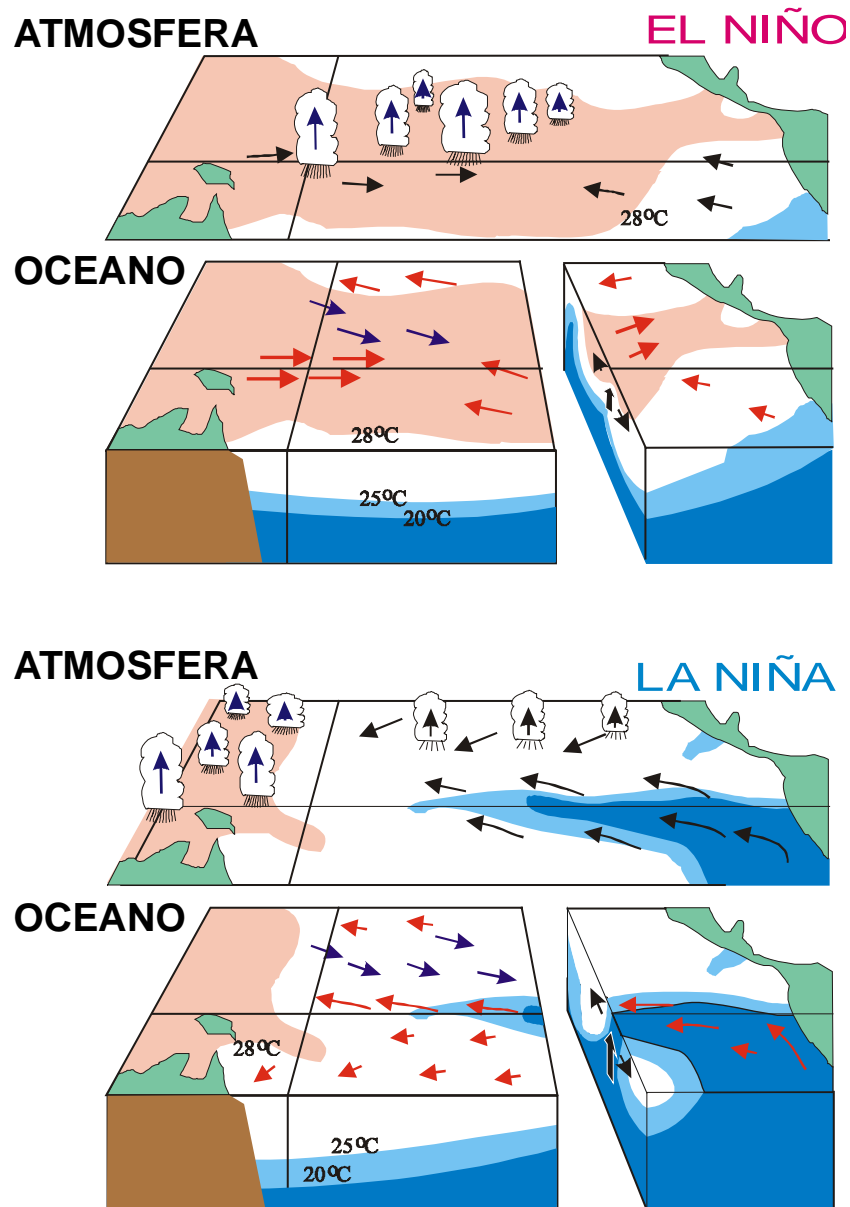 ATMOSFERA
EL NIÑO
28ºC
OCEANO
28ºC
25ºC
20ºC
ATMOSFERA
LA NIÑA
OCEANO
28ºC
25ºC
20ºC